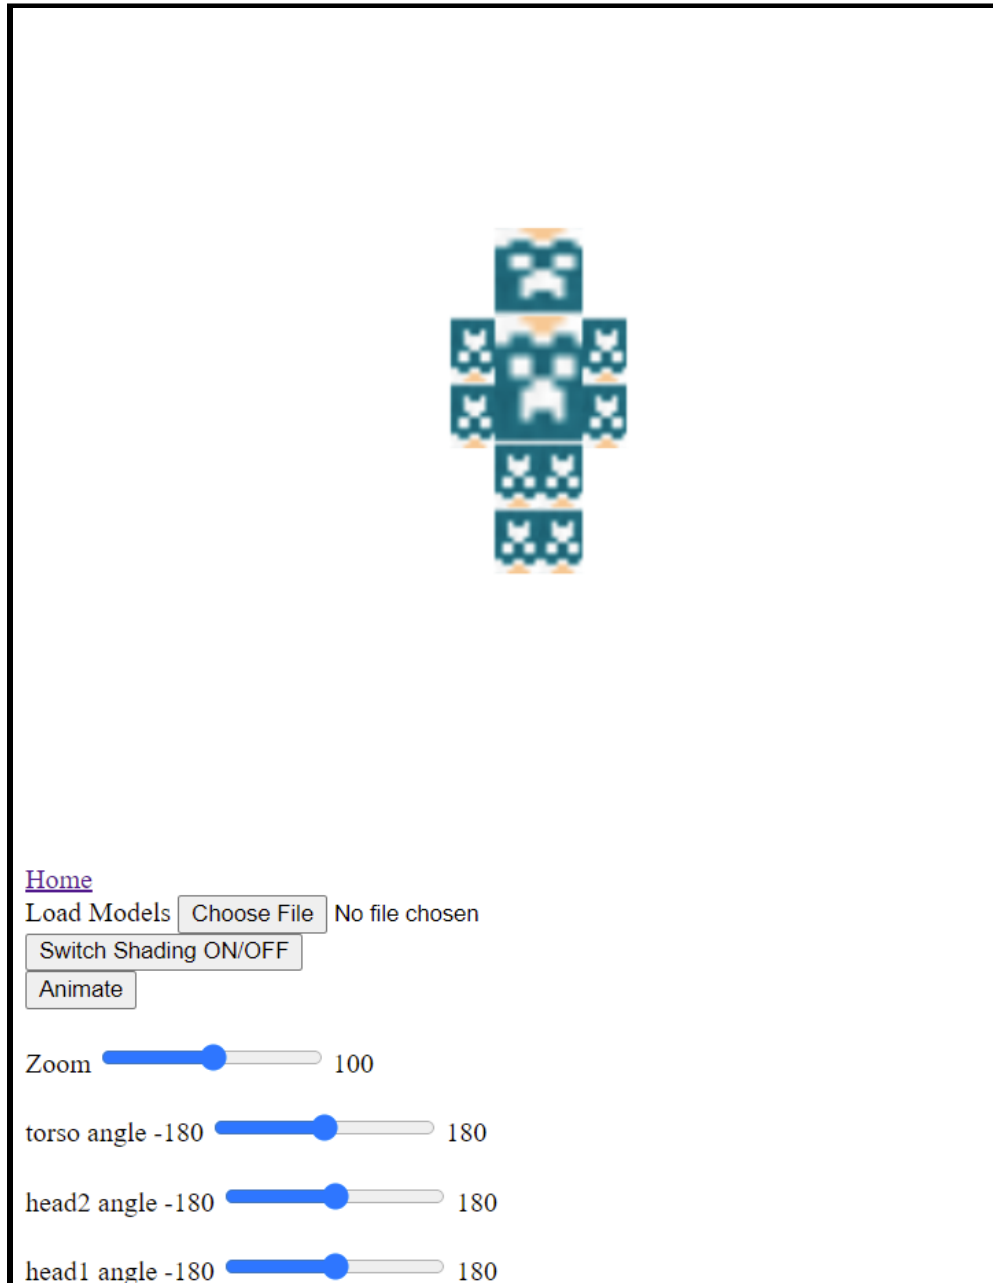 Home
Load Models Choose File No file chosen
Switch Shading ON/OFF
Animate
Zoom 100
torso angle -180 180
head2 angle -180 180
head1 angle -180 180